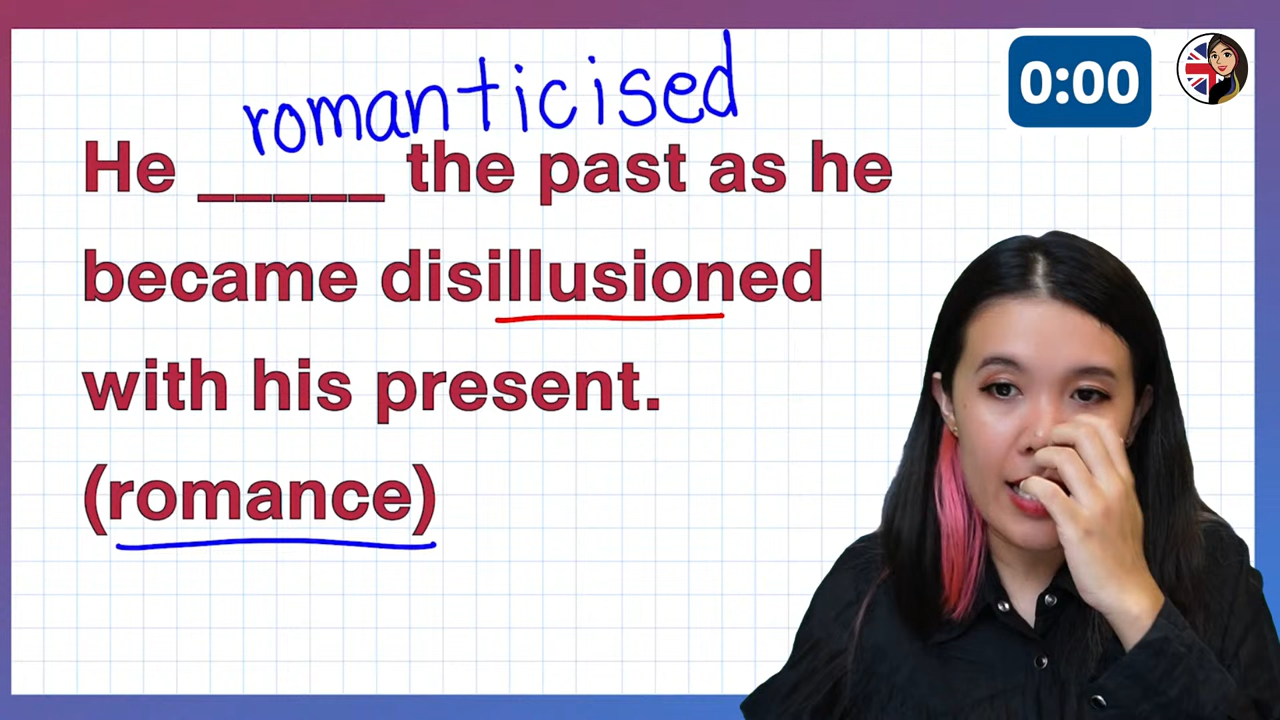 romanticised
0:00
He _____ the past as he
became disillusioned
with his present.
(romance)